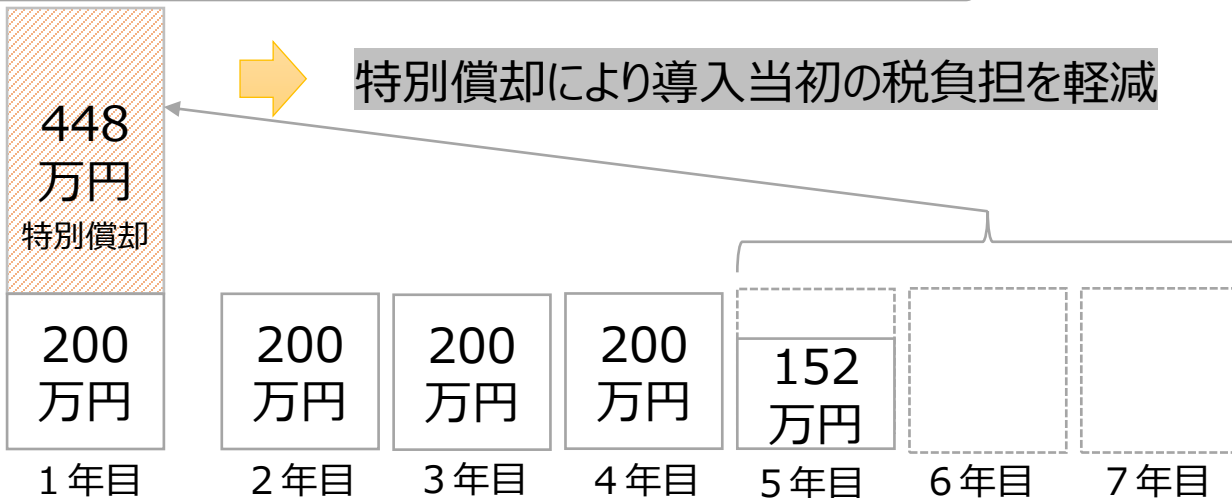 特別償却により導入当初の税負担を軽減
448
万円
特別償却
200
万円
200
万円
200
万円
200
万円
152
万円
1年目
2年目
3年目
4年目
5年目
6年目
7年目